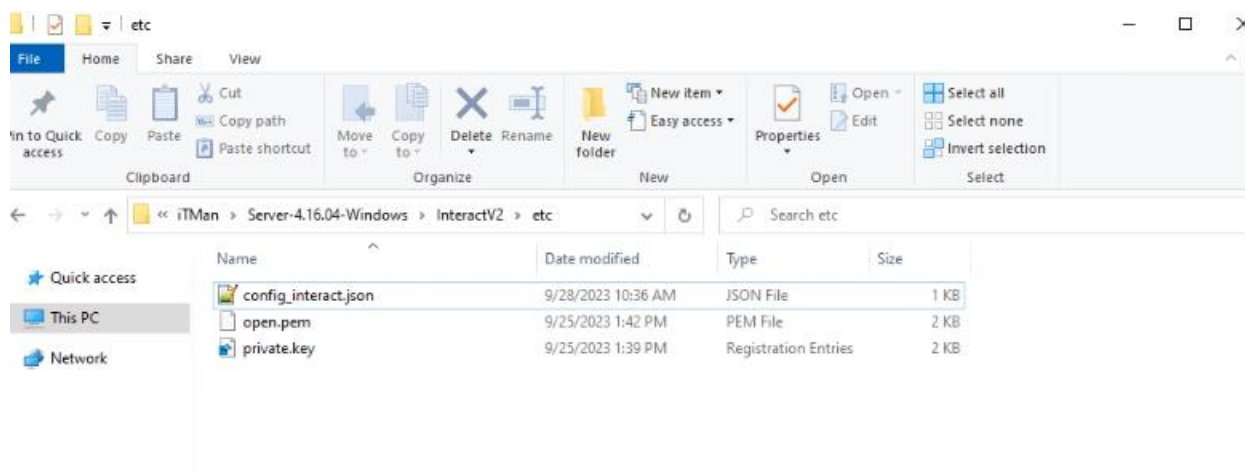 etc
File Home Share View
Cut
Copy path
Paste shortcut
Pin to Quick access
Copy
Paste
Move to
Copy to
Delete
Rename
New folder
New item
Easy access
Properties
Open
Edit
Select all
Select none
Invert selection
Clipboard Organize New Open Select
« iTMan › Server-4.16.04-Windows › InteractV2 › etc
Search etc
Quick access
This PC
Network
Name Date modified Type Size
config_interact.json 9/28/2023 10:36 AM JSON File 1 KB
open.pem 9/25/2023 1:42 PM PEM File 2 KB
private.key 9/25/2023 1:39 PM Registration Entries 2 KB